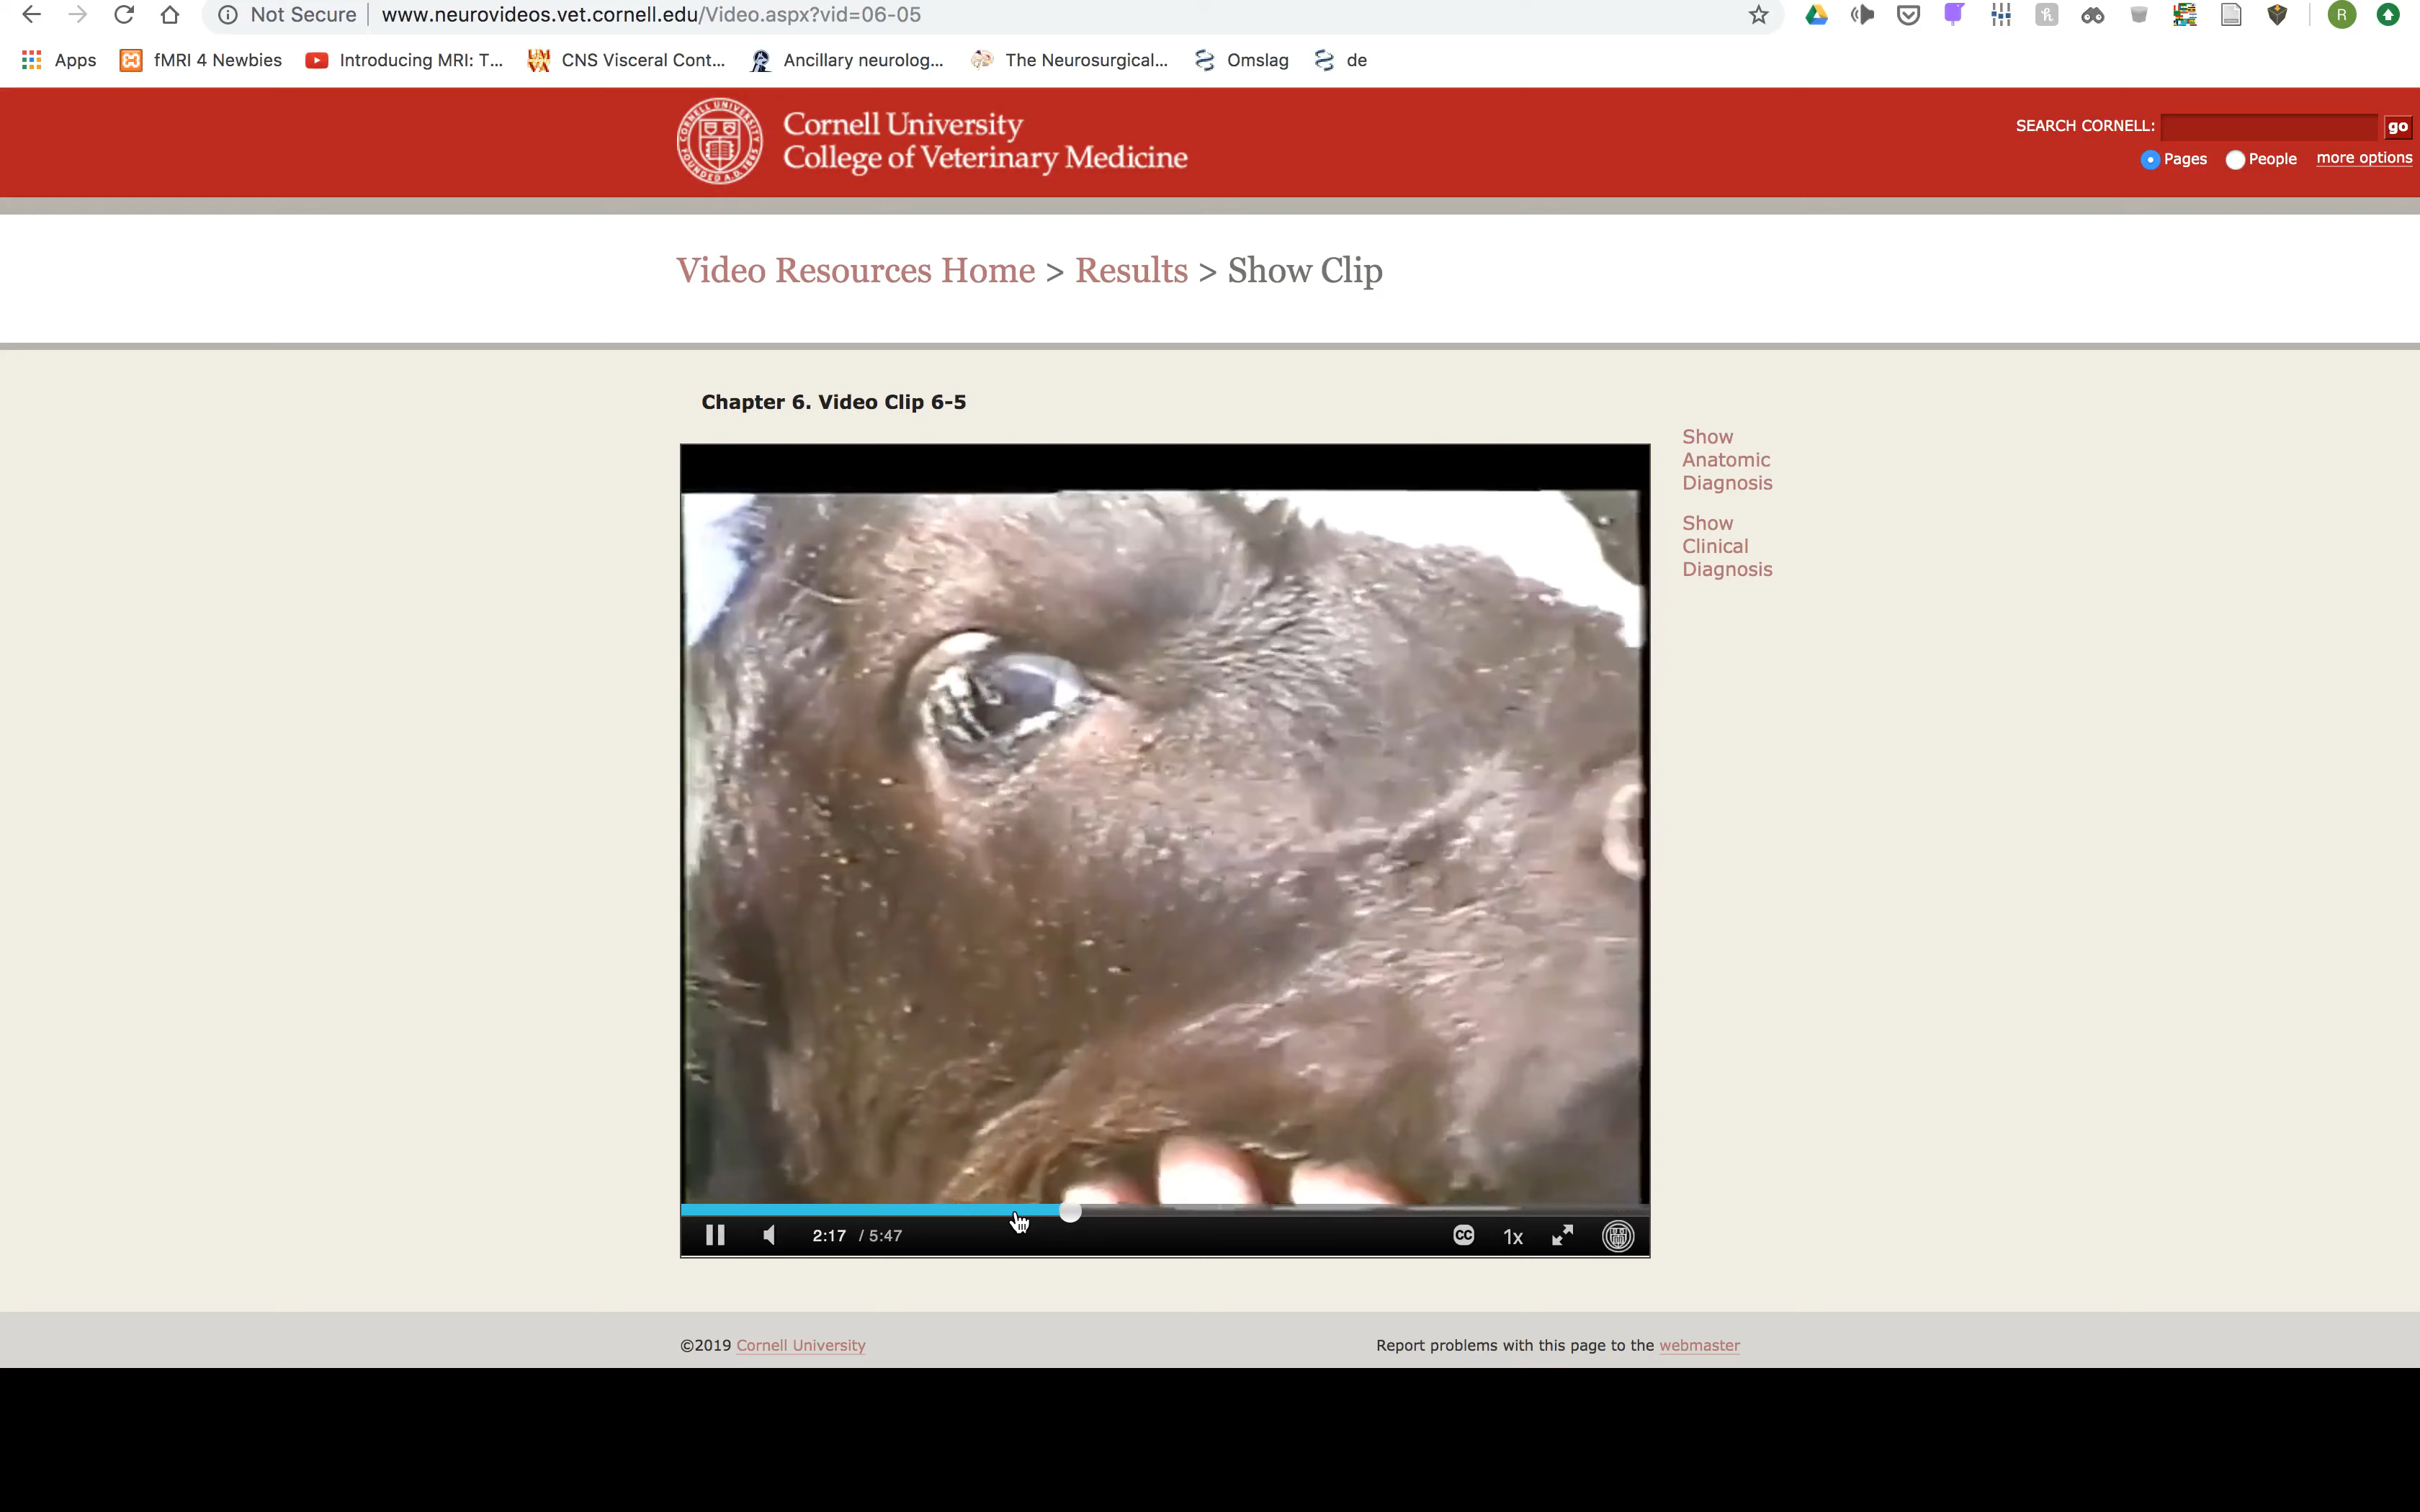 Not Secure www.neurovideos.vet.cornell.edu/Video.aspx?vid=06-05
R
Apps fMRI 4 Newbies Introducing MRI: T... CNS Visceral Cont... Ancillary neurolog... The Neurosurgical... Omslag de
Cornell University
College of Veterinary Medicine
SEARCH CORNELL: go
Pages People more options
Video Resources Home > Results > Show Clip
Chapter 6. Video Clip 6-5
Show
Anatomic
Diagnosis
Show
Clinical
Diagnosis
2:17 / 5:47 CC 1x
©2019 Cornell University
Report problems with this page to the webmaster